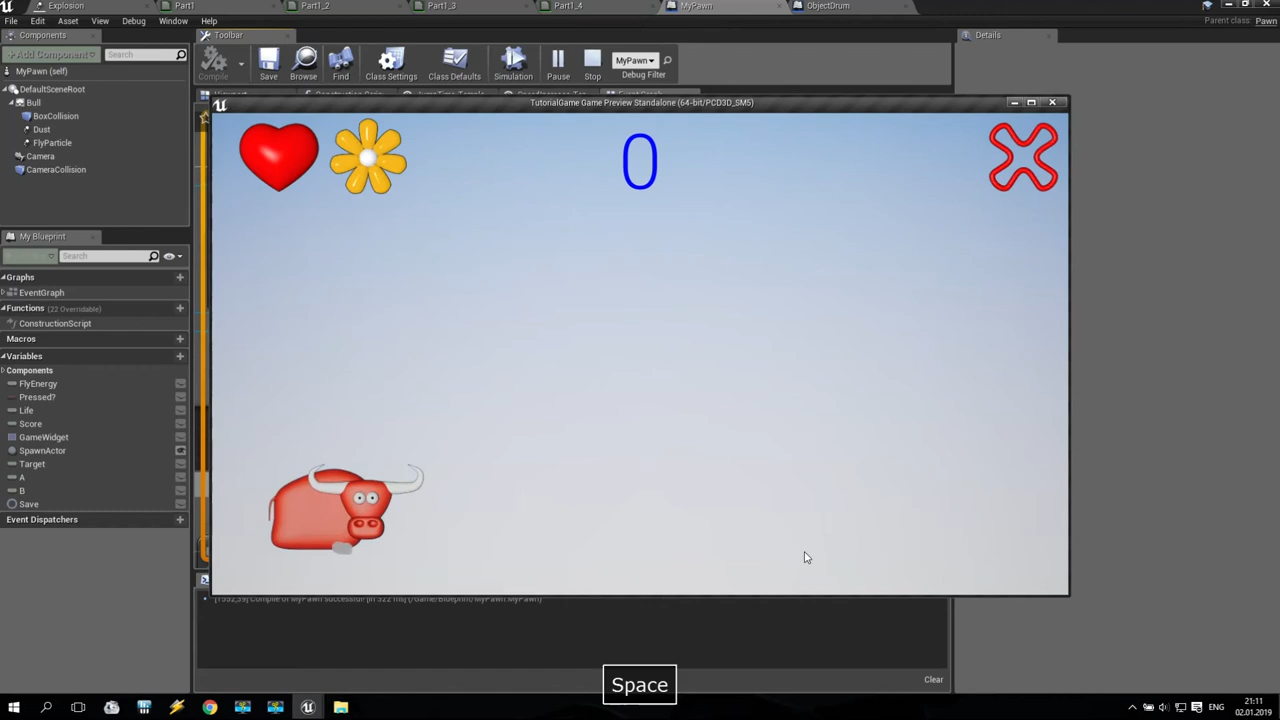 Explosion
Part1
Part1_2
Part1_3
Part1_4
MyPawn
ObjectDrum
File
Edit
Asset
View
Debug
Window
Help
Parent class: Pawn
Components
Toolbar
Details
+Add Component
Search
MyPawn (self)
DefaultSceneRoot
Bull
BoxCollision
Dust
FlyParticle
Camera
CameraCollision
Compile
Save
Browse
Find
Class Settings
Class Defaults
Simulation
Pause
Stop
MyPawn
Debug Filter
TutorialGame Game Preview Standalone (64-bit/PCD3D_SM5)
0
My Blueprint
Search
Graphs
EventGraph
Functions (22 Overridable)
ConstructionScript
Macros
Variables
Components
FlyEnergy
Pressed?
Life
Score
GameWidget
SpawnActor
Target
A
B
Save
Event Dispatchers
Clear
Space
ENG
21:11
02.01.2019